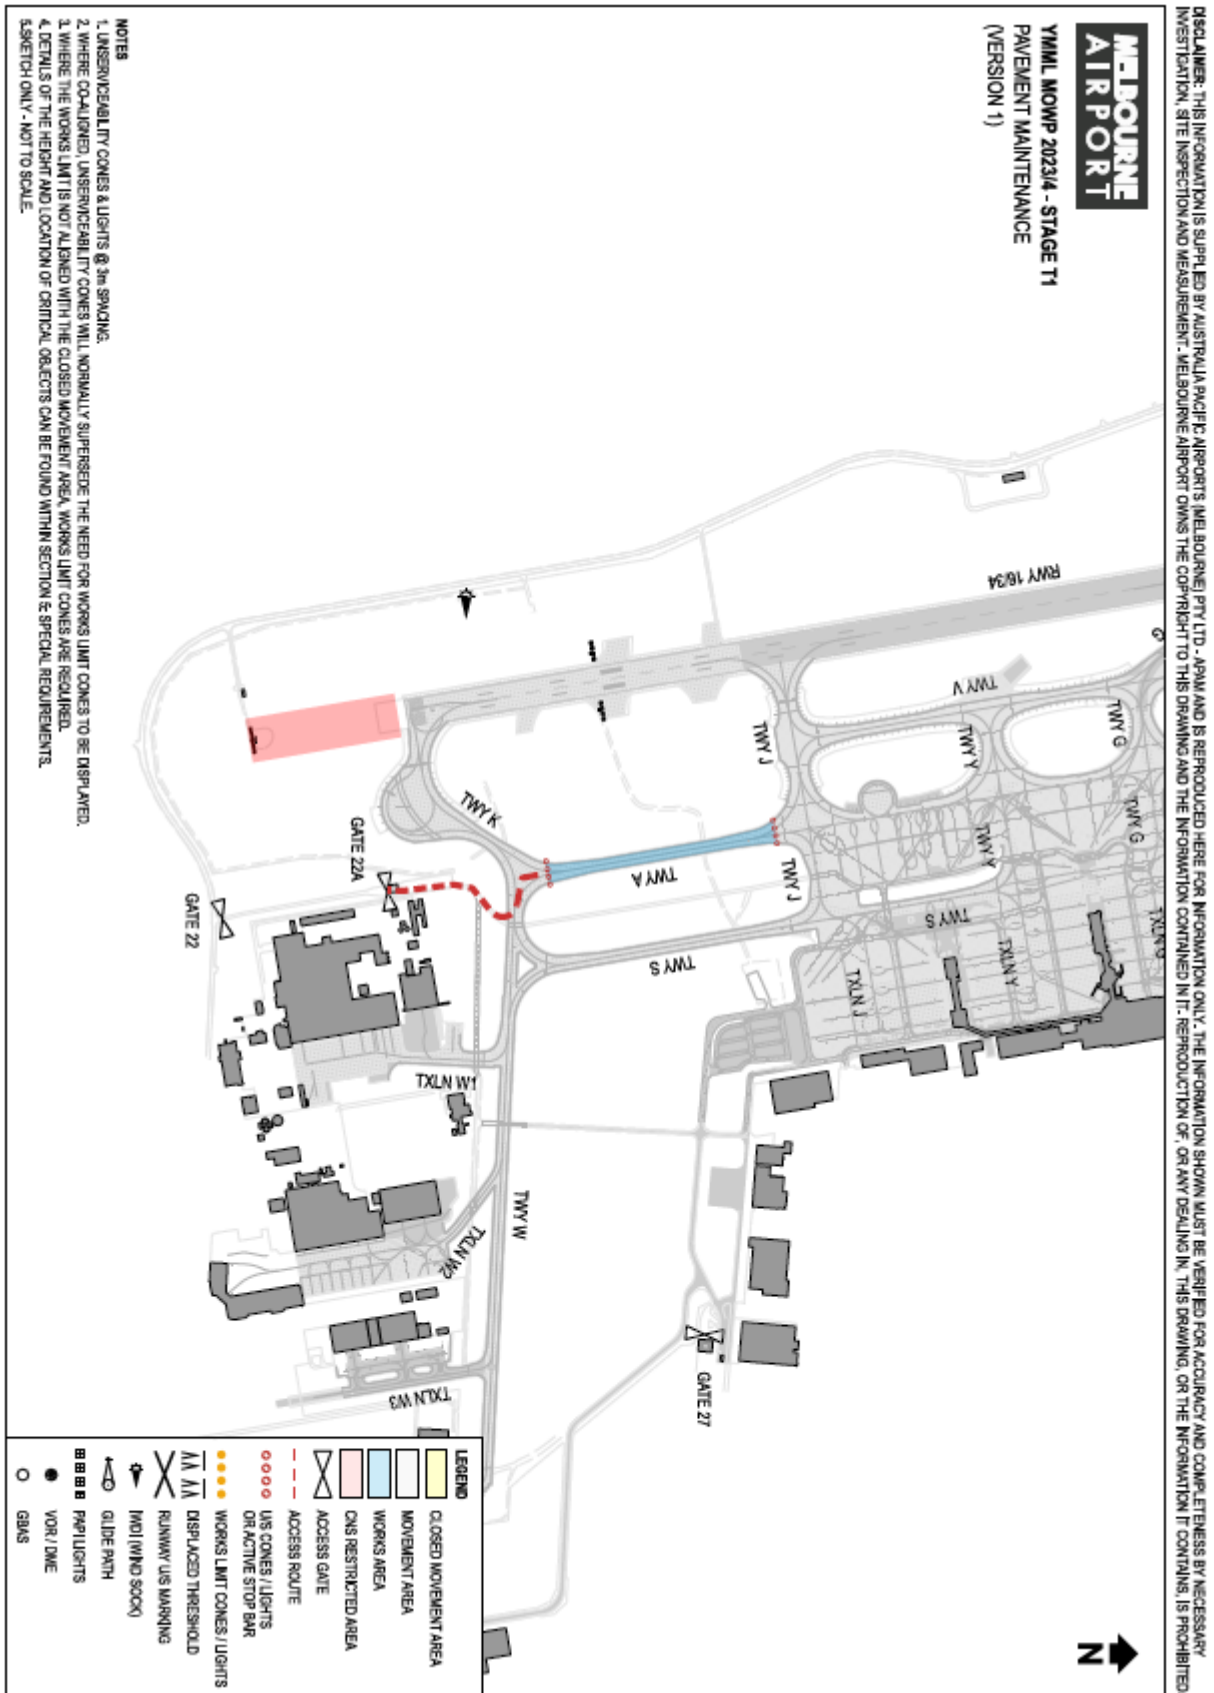 DISCLAIMER: THIS INFORMATION IS SUPPLIED BY AUSTRALIA PACIFIC AIRPORTS (MELBOURNE) PTY LTD - APAM AND IS REPRODUCED HERE FOR INFORMATION ONLY. THE INFORMATION SHOWN MUST BE VERIFIED FOR ACCURACY AND COMPLETENESS BY NECESSARY
INVESTIGATION, SITE INSPECTION AND MEASUREMENT. MELBOURNE AIRPORT OWNS THE COPYRIGHT TO THIS DRAWING AND THE INFORMATION CONTAINED IN IT. REPRODUCTION OF, OR ANY DEALING IN, THIS DRAWING, OR THE INFORMATION IT CONTAINS, IS PROHIBITED
MELBOURNE
AIRPORT
YMML MOWP 2023/4 - STAGE T1
PAVEMENT MAINTENANCE
(VERSION 1)
N
RWY 16/34
TWY V
TWY G
TWY Y
TWY J
TWY G
TWY Y
TWY J
TWY K
TWY A
TWY S
TWY S
TXLN G
TXLN Y
TXLN J
GATE 22A
GATE 22
TXLN W1
TWY W
TXLN W2
TXLN W3
GATE 27
NOTES
1. UNSERVICEABILITY CONES & LIGHTS @ 3m SPACING.
2. WHERE CO-ALIGNED, UNSERVICEABILITY CONES WILL NORMALLY SUPERSEDE THE NEED FOR WORKS LIMIT CONES TO BE DISPLAYED.
3. WHERE THE WORKS LIMIT IS NOT ALIGNED WITH THE CLOSED MOVEMENT AREA, WORKS LIMIT CONES ARE REQUIRED.
4. DETAILS OF THE HEIGHT AND LOCATION OF CRITICAL OBJECTS CAN BE FOUND WITHIN SECTION 5: SPECIAL REQUIREMENTS.
5.SKETCH ONLY - NOT TO SCALE.
LEGEND
CLOSED MOVEMENT AREA
MOVEMENT AREA
WORKS AREA
CNS RESTRICTED AREA
ACCESS GATE
ACCESS ROUTE
U/S CONES / LIGHTS
OR ACTIVE STOP BAR
WORKS LIMIT CONES / LIGHTS
DISPLACED THRESHOLD
RUNWAY U/S MARKING
IWDI (WIND SOCK)
GLIDE PATH
PAPI LIGHTS
VOR / DME
GBAS